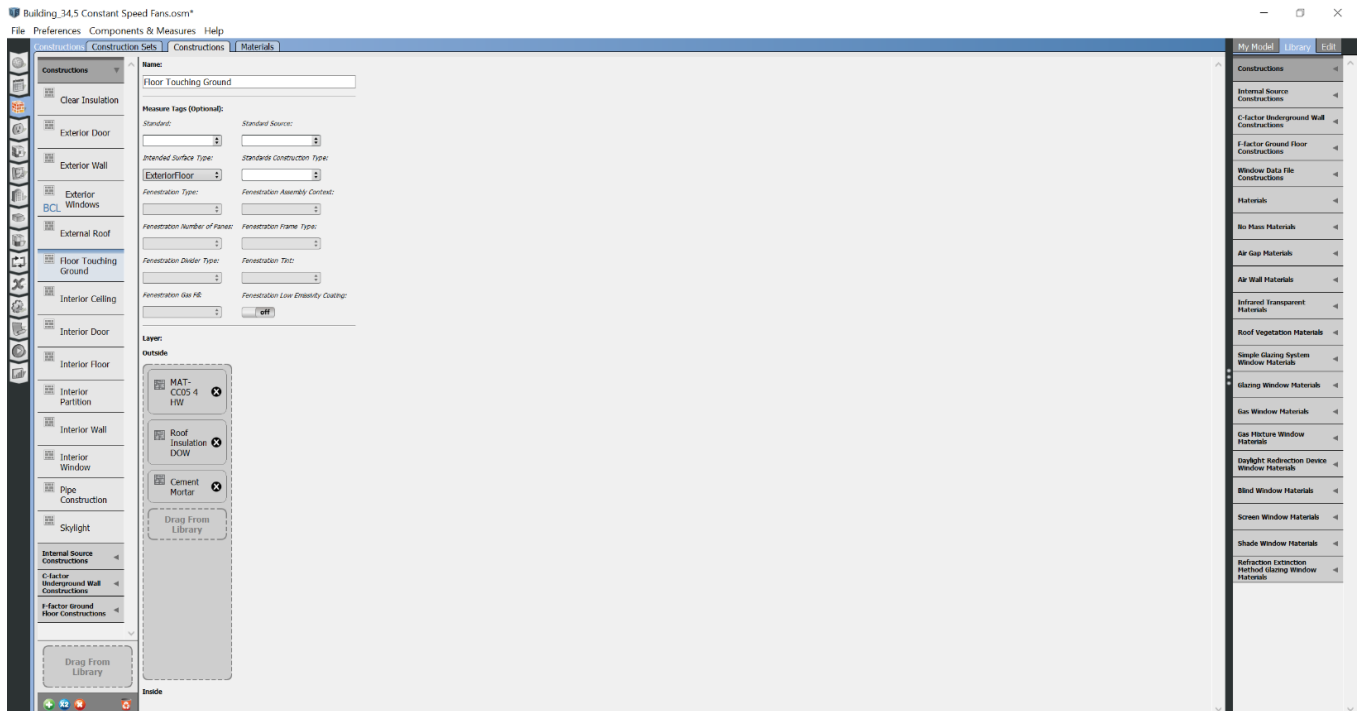 Building_34,5 Constant Speed Fans.osm*
File Preferences Components & Measures Help
Constructions Construction Sets Constructions Materials
My Model Library Edit
Constructions
Clear Insulation
Exterior Door
Exterior Wall
Exterior
BCL Windows
External Roof
Floor Touching
Ground
Interior Ceiling
Interior Door
Interior Floor
Interior
Partition
Interior Wall
Interior
Window
Pipe
Construction
Skylight
Internal Source
Constructions
C-factor
Underground Wall
Constructions
F-factor Ground
Floor Constructions
Drag From
Library
x2
Name:
Floor Touching Ground
Measure Tags (Optional):
Standard: Standard Source:
Intended Surface Type: Standards Construction Type:
ExteriorFloor
Fenestration Type: Fenestration Assembly Context:
Fenestration Number of Panes: Fenestration Frame Type:
Fenestration Divider Type: Fenestration Tint:
Fenestration Gas Fill: Fenestration Low Emissivity Coating:
off
Layer:
Outside
MAT-
CC05 4
HW
Roof
Insulation
DOW
Cement
Mortar
Drag From
Library
Inside
Constructions
Internal Source
Constructions
C-factor Underground Wall
Constructions
F-factor Ground Floor
Constructions
Window Data File
Constructions
Materials
No Mass Materials
Air Gap Materials
Air Wall Materials
Infrared Transparent
Materials
Roof Vegetation Materials
Simple Glazing System
Window Materials
Glazing Window Materials
Gas Window Materials
Gas Mixture Window
Materials
Daylight Redirection Device
Window Materials
Blind Window Materials
Screen Window Materials
Shade Window Materials
Refraction Extinction
Method Glazing Window
Materials